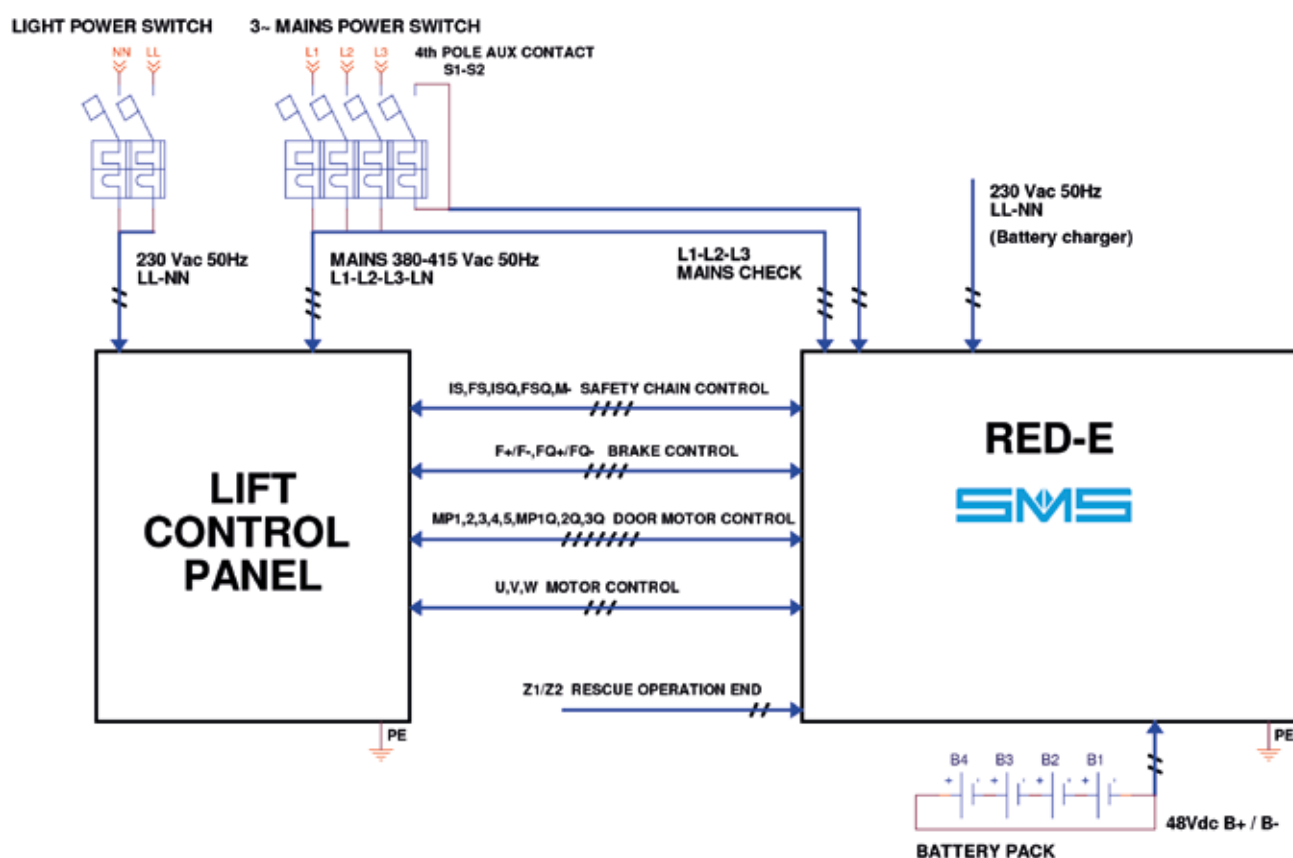 LIGHT POWER SWITCH
3~ MAINS POWER SWITCH
NN
LL
L1
L2
L3
4th POLE AUX CONTACT
S1-S2
230 Vac 50Hz
LL-NN
MAINS 380-415 Vac 50Hz
L1-L2-L3-LN
L1-L2-L3
MAINS CHECK
230 Vac 50Hz
LL-NN
(Battery charger)
LIFT
CONTROL
PANEL
IS,FS,ISQ,FSQ,M- SAFETY CHAIN CONTROL
F+/F-,FQ+/FQ- BRAKE CONTROL
MP1,2,3,4,5,MP1Q,2Q,3Q DOOR MOTOR CONTROL
U,V,W MOTOR CONTROL
Z1/Z2 RESCUE OPERATION END
RED-E
SMS
PE
PE
B4
B3
B2
B1
+ - + - + - + -
48Vdc B+ / B-
BATTERY PACK